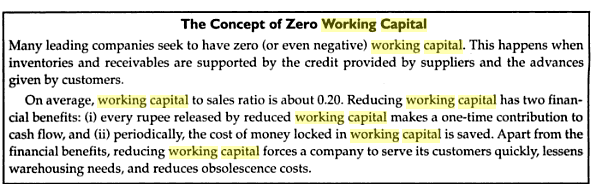 The Concept of Zero Working Capital
Many leading companies seek to have zero (or even negative) working capital. This happens when
inventories and receivables are supported by the credit provided by suppliers and the advances
given by customers.
On average, working capital to sales ratio is about 0.20. Reducing working capital has two finan-
cial benefits: (i) every rupee released by reduced working capital makes a one-time contribution to
cash flow, and (ii) periodically, the cost of money locked in working capital is saved. Apart from the
financial benefits, reducing working capital forces a company to serve its customers quickly, lessens
warehousing needs, and reduces obsolescence costs.